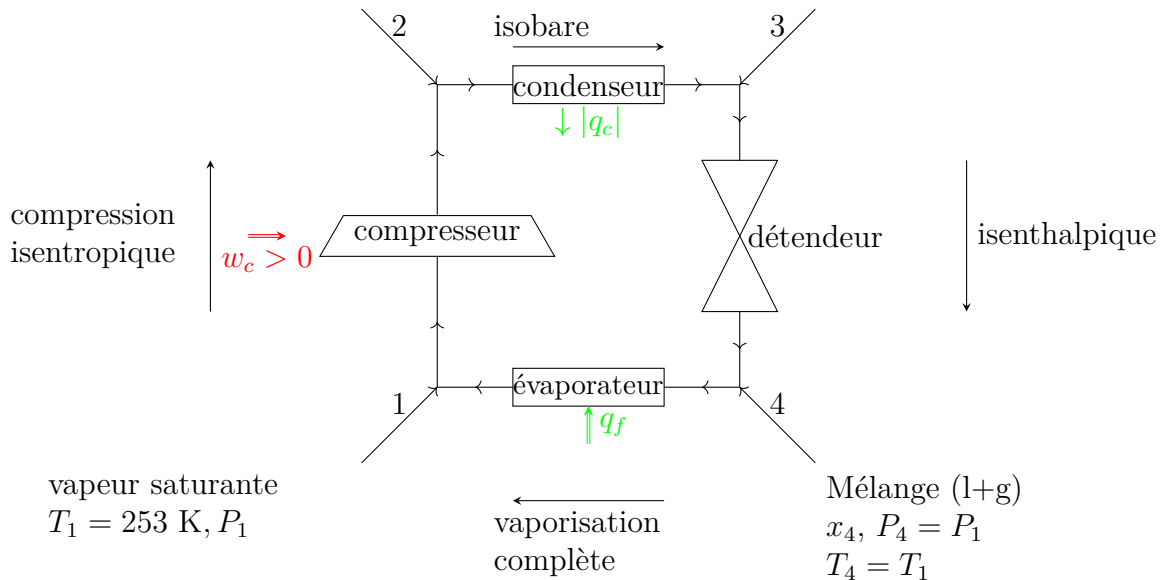 2
isobare
3
condenseur
↓ |q_c|
compression
isentropique
w_c > 0
compresseur
détendeur
isenthalpique
1
évaporateur
q_f
4
vapeur saturante
T_1 = 253 K, P_1
vaporisation
complète
Mélange (l+g)
x_4, P_4 = P_1
T_4 = T_1